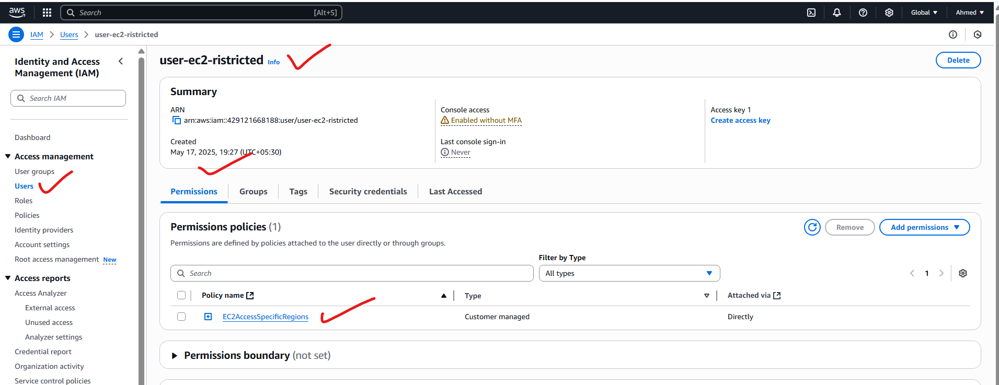 aws
Search
[Alt+S]
Global
Ahmed
IAM
Users
user-ec2-ristricted
Identity and Access
Management (IAM)
Search IAM
Dashboard
Access management
User groups
Users
Roles
Policies
Identity providers
Account settings
Root access management New
Access reports
Access Analyzer
External access
Unused access
Analyzer settings
Credential report
Organization activity
Service control policies
user-ec2-ristricted Info
Delete
Summary
ARN
arn:aws:iam::429121668188:user/user-ec2-ristricted
Created
May 17, 2025, 19:27 (UTC+05:30)
Console access
Enabled without MFA
Last console sign-in
Never
Access key 1
Create access key
Permissions
Groups
Tags
Security credentials
Last Accessed
Permissions policies (1)
Permissions are defined by policies attached to the user directly or through groups.
Remove
Add permissions
Filter by Type
Search
All types
1
Policy name
Type
Attached via
EC2AccessSpecificRegions
Customer managed
Directly
Permissions boundary (not set)